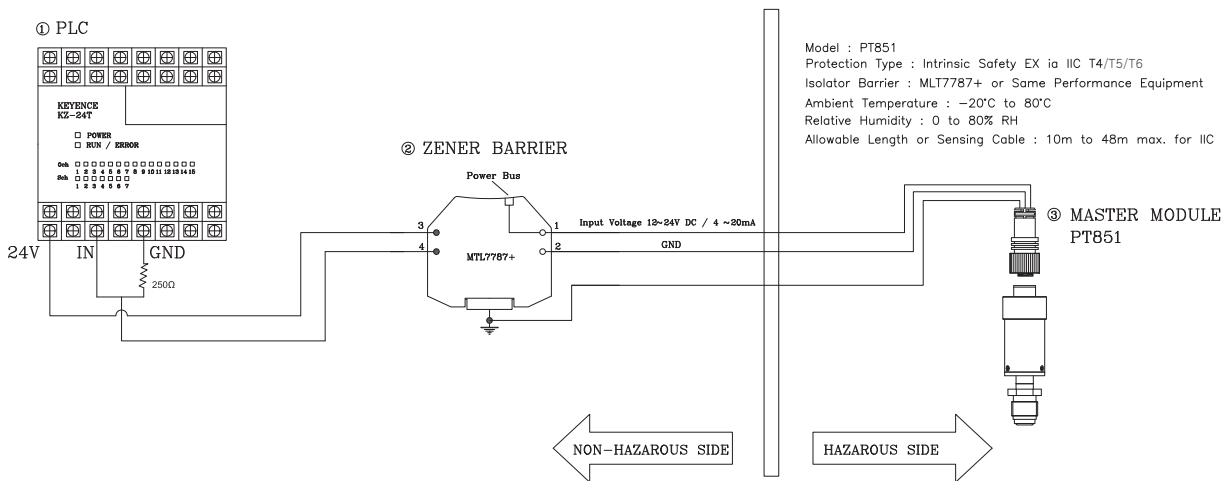 ① PLC
KEYENCE
KZ-24T
POWER
RUN / ERROR
0ch
1 2 3 4 5 6 7 8 9 10 11 12 13 14 15
5ch
1 2 3 4 5 6 7
24V IN GND
250Ω
② ZENER BARRIER
Power Bus
3 1
4 2
MTL7787+
Input Voltage 12~24V DC / 4 ~20mA
GND
Model : PT851
Protection Type : Intrinsic Safety EX ia IIC T4/T5/T6
Isolator Barrier : MLT7787+ or Same Performance Equipment
Ambient Temperature : -20°C to 80°C
Relative Humidity : 0 to 80% RH
Allowable Length or Sensing Cable : 10m to 48m max. for IIC
③ MASTER MODULE
PT851
NON-HAZAROUS SIDE
HAZAROUS SIDE